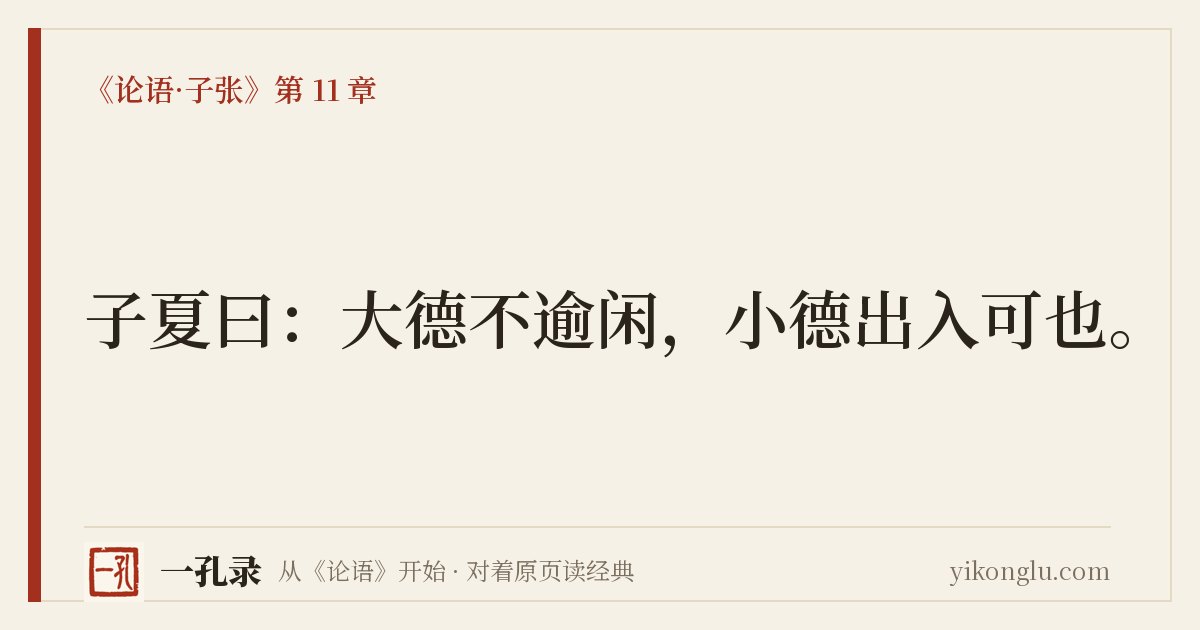 《论语·子张》第 11 章
子夏曰：大德不逾闲，小德出入可也。
一孔
一孔录 从《论语》开始 · 对着原页读经典 yikonglu.com